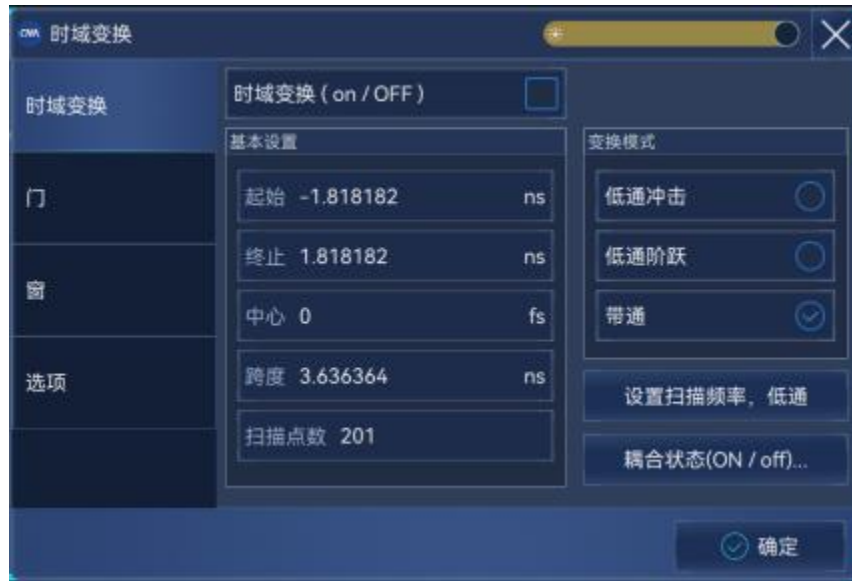 CNA 时域变换
时域变换
门
窗
选项
时域变换 ( on / OFF )
基本设置
起始 -1.818182 ns
终止 1.818182 ns
中心 0 fs
跨度 3.636364 ns
扫描点数 201
变换模式
低通冲击
低通阶跃
带通
设置扫描频率，低通
耦合状态(ON / off)...
确定